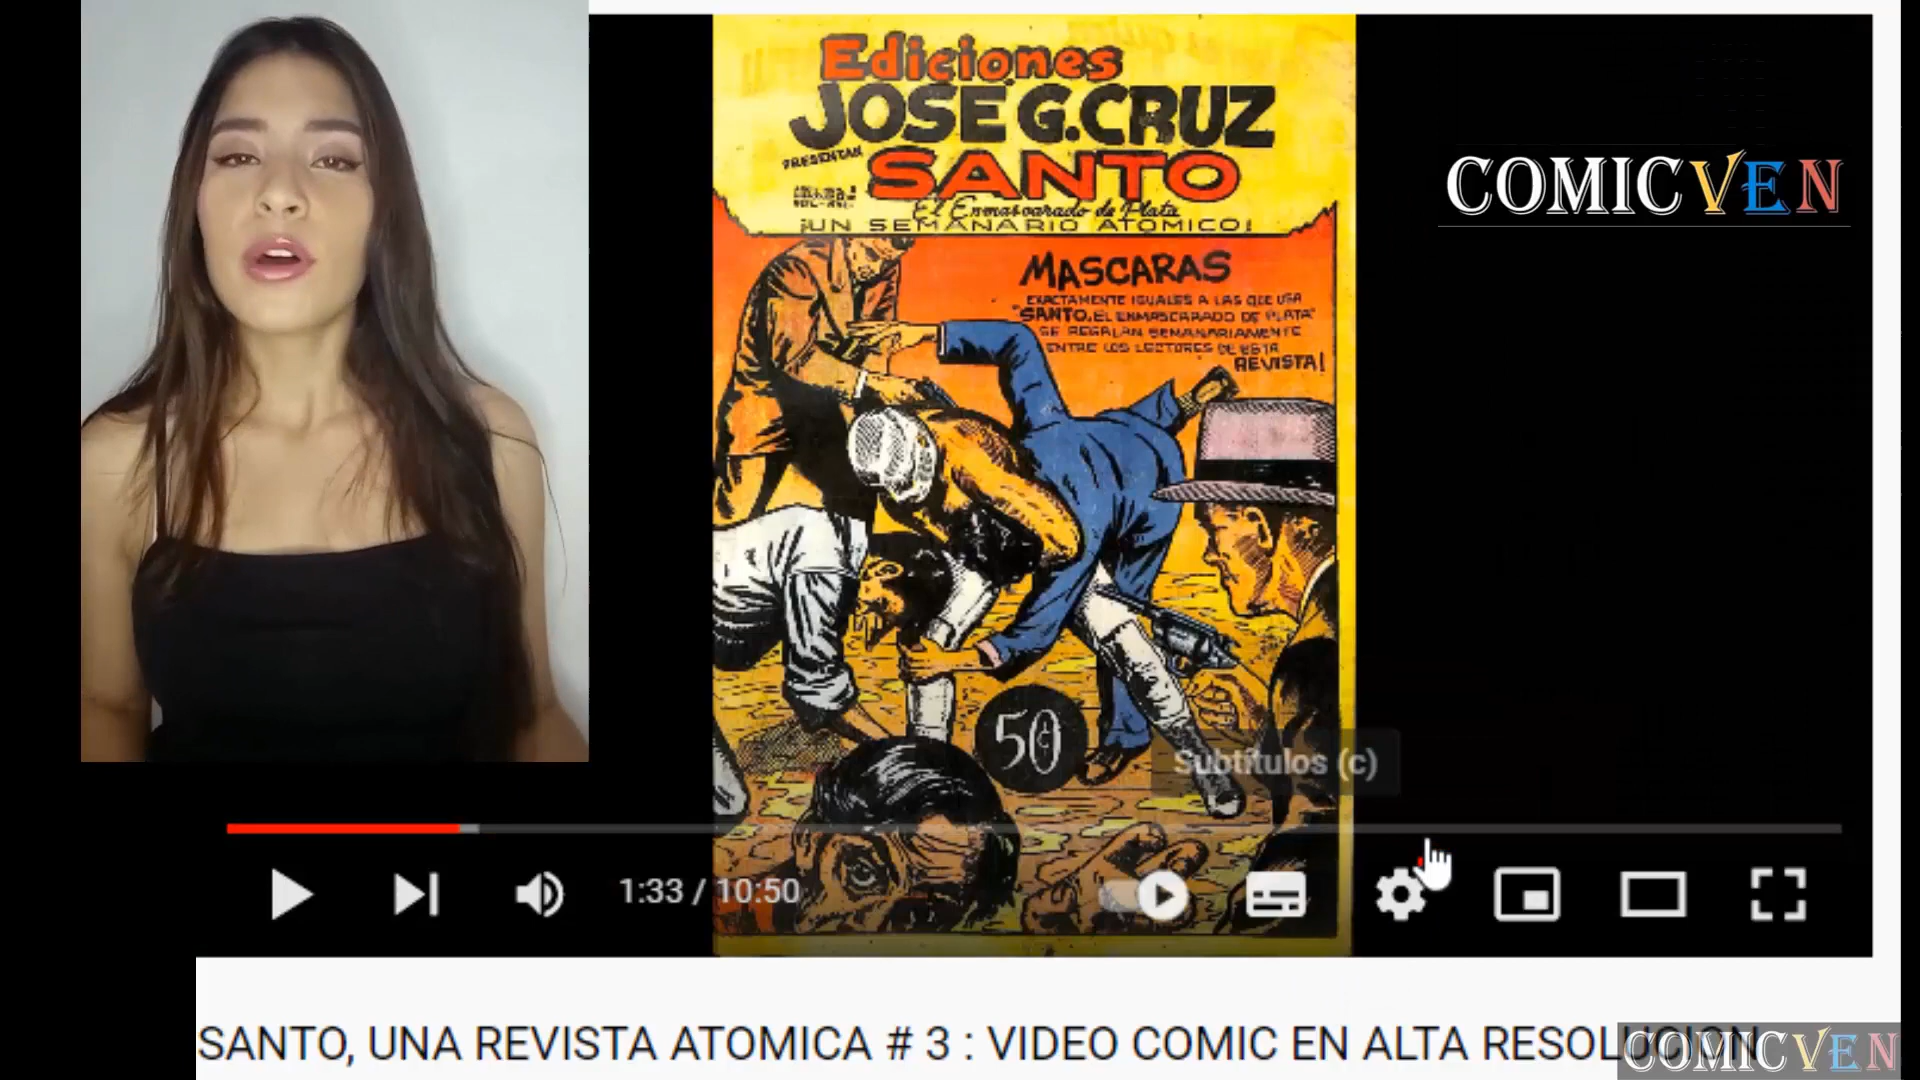 Ediciones
JOSE G. CRUZ
PRESENTAN
SANTO
El Enmascarado de Plata
¡UN SEMANARIO ATOMICO!
MASCARAS
EXACTAMENTE IGUALES A LAS QUE USA
"SANTO, EL ENMASCARADO DE PLATA"
SE REGALAN SEMANARIAMENTE
ENTRE LOS LECTORES DE ESTA
REVISTA!
50¢
COMICVEN
Subtítulos (c)
1:33 / 10:50
SANTO, UNA REVISTA ATOMICA # 3 : VIDEO COMIC EN ALTA RESOLUCION
COMICVEN